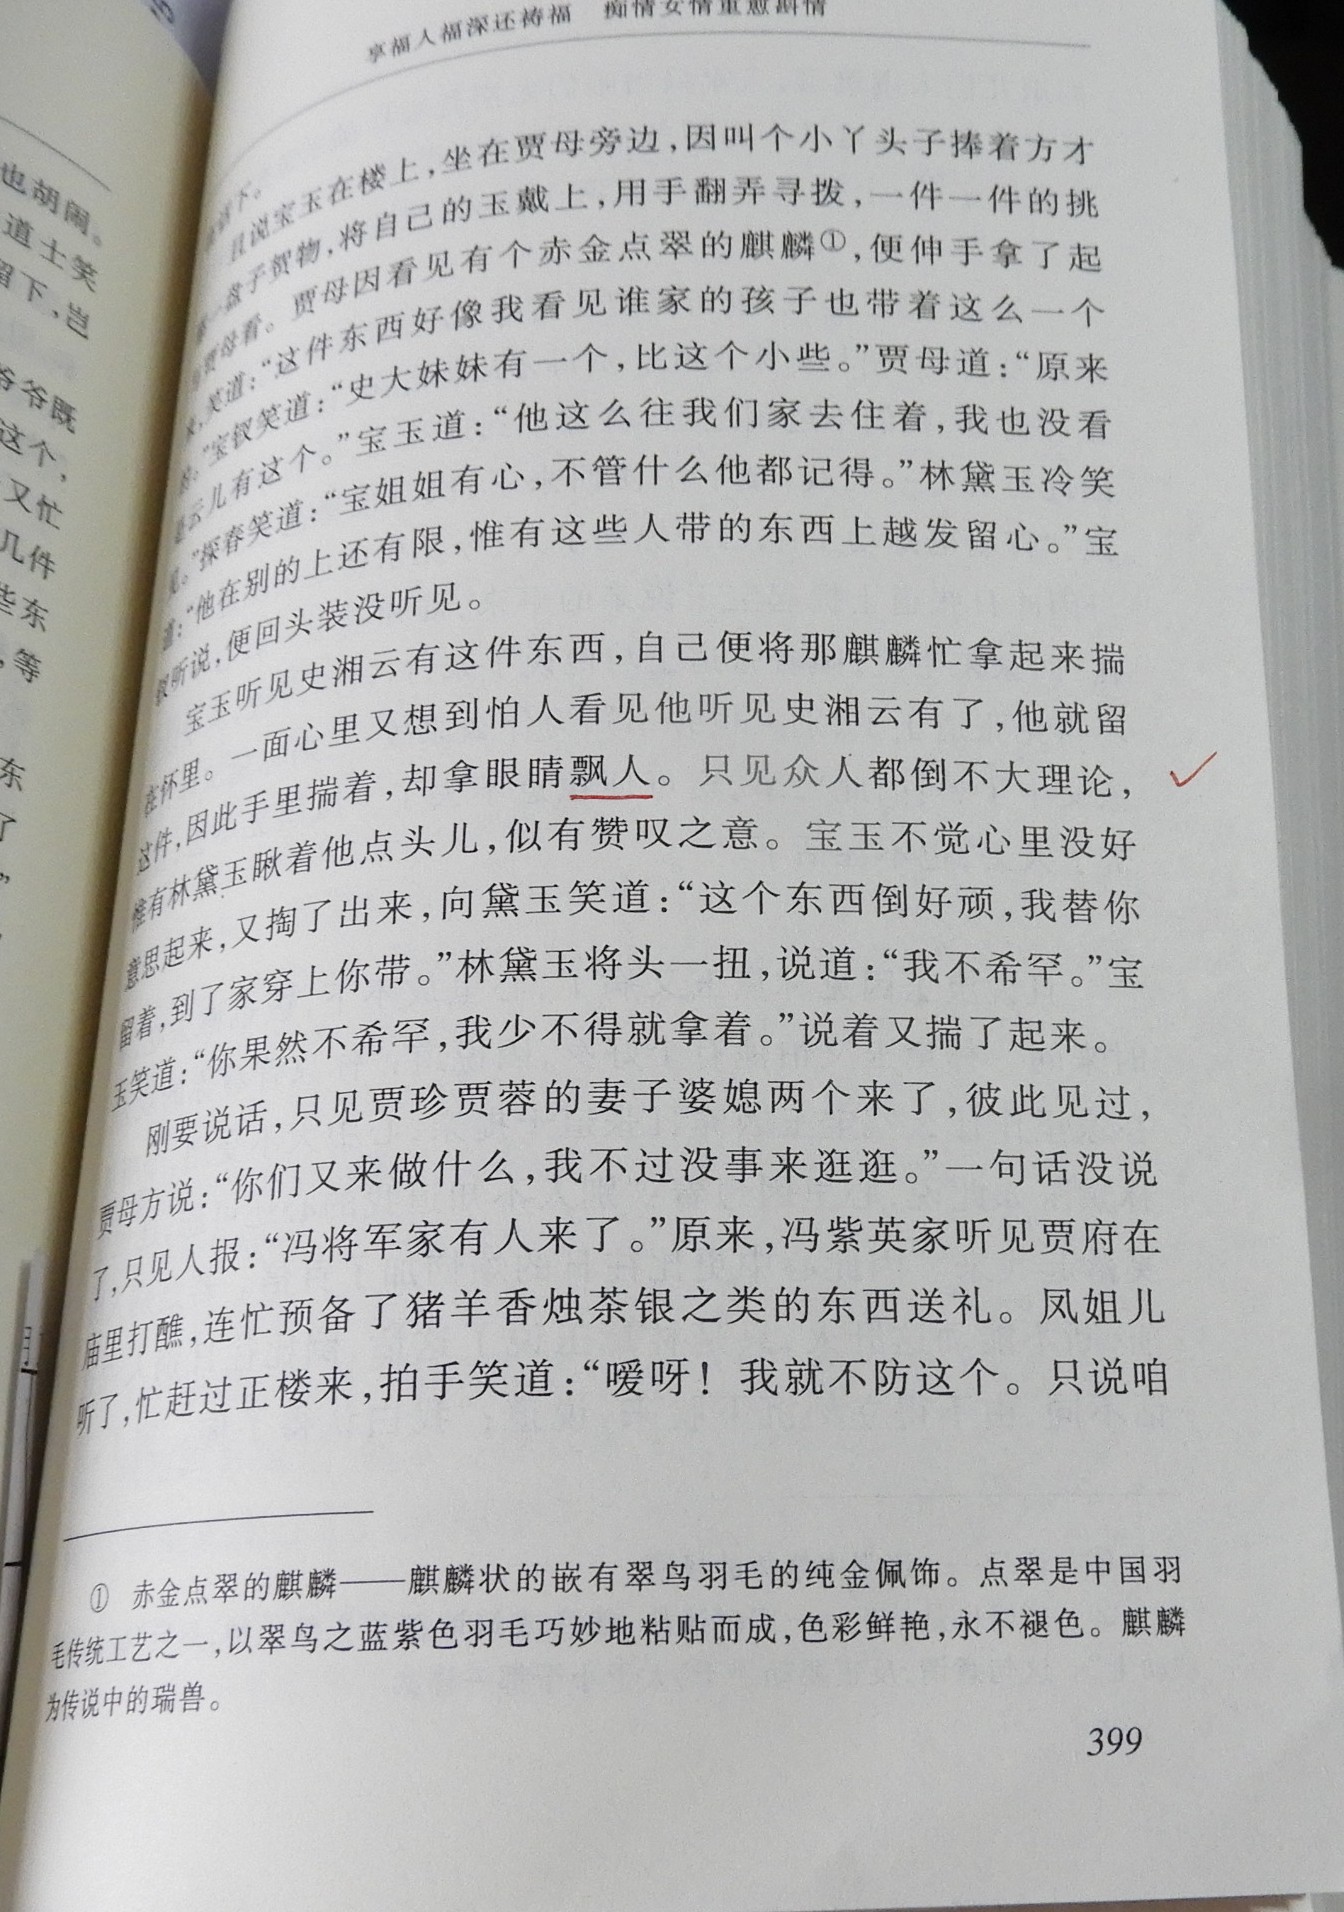 享福人福深还祷福 痴情女情重愈斟情
也胡闹。
道士笑
留下,岂
爷爷既
这个,
又忙
几件
些东
,等
东
了
”
下。
且说宝玉在楼上,坐在贾母旁边,因叫个小丫头子捧着方才
一盘子贺物,将自己的玉戴上,用手翻弄寻拨,一件一件的挑
与贾母看。贾母因看见有个赤金点翠的麒麟①,便伸手拿了起
来,笑道:“这件东西好像我看见谁家的孩子也带着这么一个
的。”宝钗笑道:“史大妹妹有一个,比这个小些。”贾母道:“原来
是云儿有这个。”宝玉道:“他这么往我们家去住着,我也没看
见。”探春笑道:“宝姐姐有心,不管什么他都记得。”林黛玉冷笑
道:“他在别的上还有限,惟有这些人带的东西上越发留心。”宝
钗听说,便回头装没听见。
宝玉听见史湘云有这件东西,自己便将那麒麟忙拿起来揣
在怀里。一面心里又想到怕人看见他听见史湘云有了,他就留
这件,因此手里揣着,却拿眼睛飘人。只见众人都倒不大理论,
惟有林黛玉瞅着他点头儿,似有赞叹之意。宝玉不觉心里没好
意思起来,又掏了出来,向黛玉笑道:“这个东西倒好顽,我替你
留着,到了家穿上你带。”林黛玉将头一扭,说道:“我不希罕。”宝
玉笑道:“你果然不希罕,我少不得就拿着。”说着又揣了起来。
刚要说话,只见贾珍贾蓉的妻子婆媳两个来了,彼此见过,
贾母方说:“你们又来做什么,我不过没事来逛逛。”一句话没说
了,只见人报:“冯将军家有人来了。”原来,冯紫英家听见贾府在
庙里打醮,连忙预备了猪羊香烛茶银之类的东西送礼。凤姐儿
听了,忙赶过正楼来,拍手笑道:“嗳呀!我就不防这个。只说咱
① 赤金点翠的麒麟——麒麟状的嵌有翠鸟羽毛的纯金佩饰。点翠是中国羽
毛传统工艺之一,以翠鸟之蓝紫色羽毛巧妙地粘贴而成,色彩鲜艳,永不褪色。麒麟
为传说中的瑞兽。
399